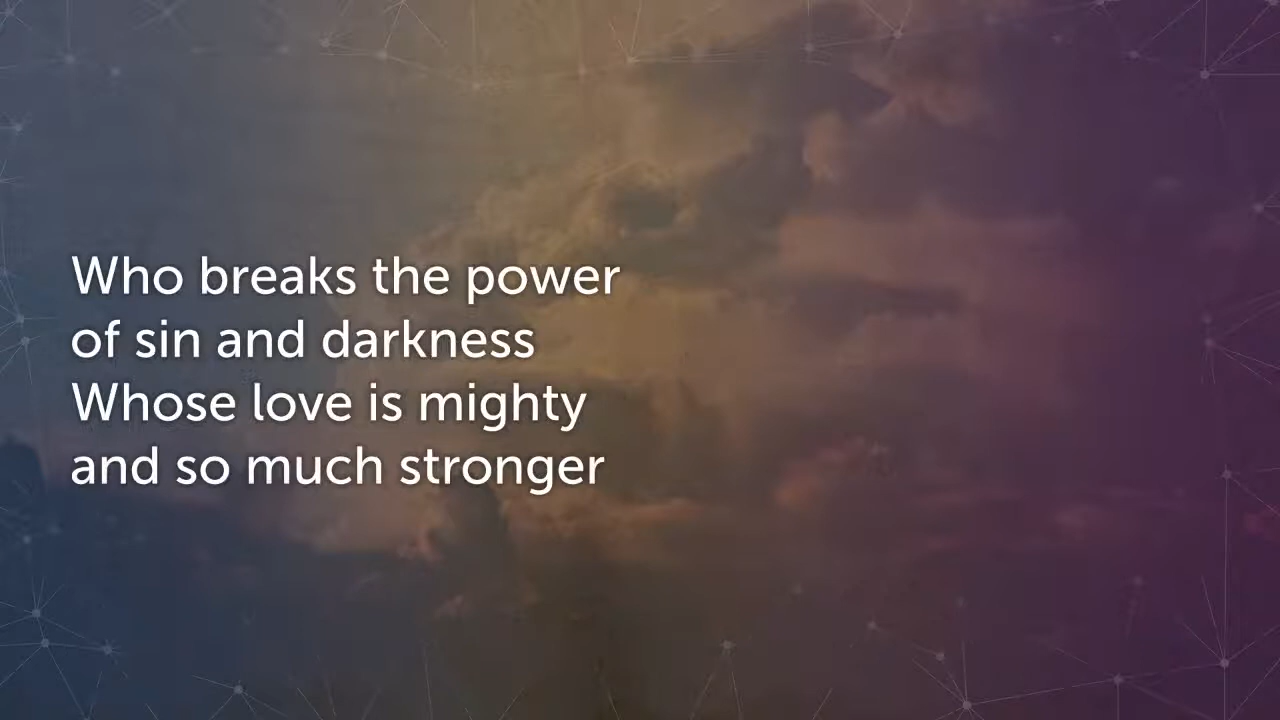 Who breaks the power
of sin and darkness
Whose love is mighty
and so much stronger